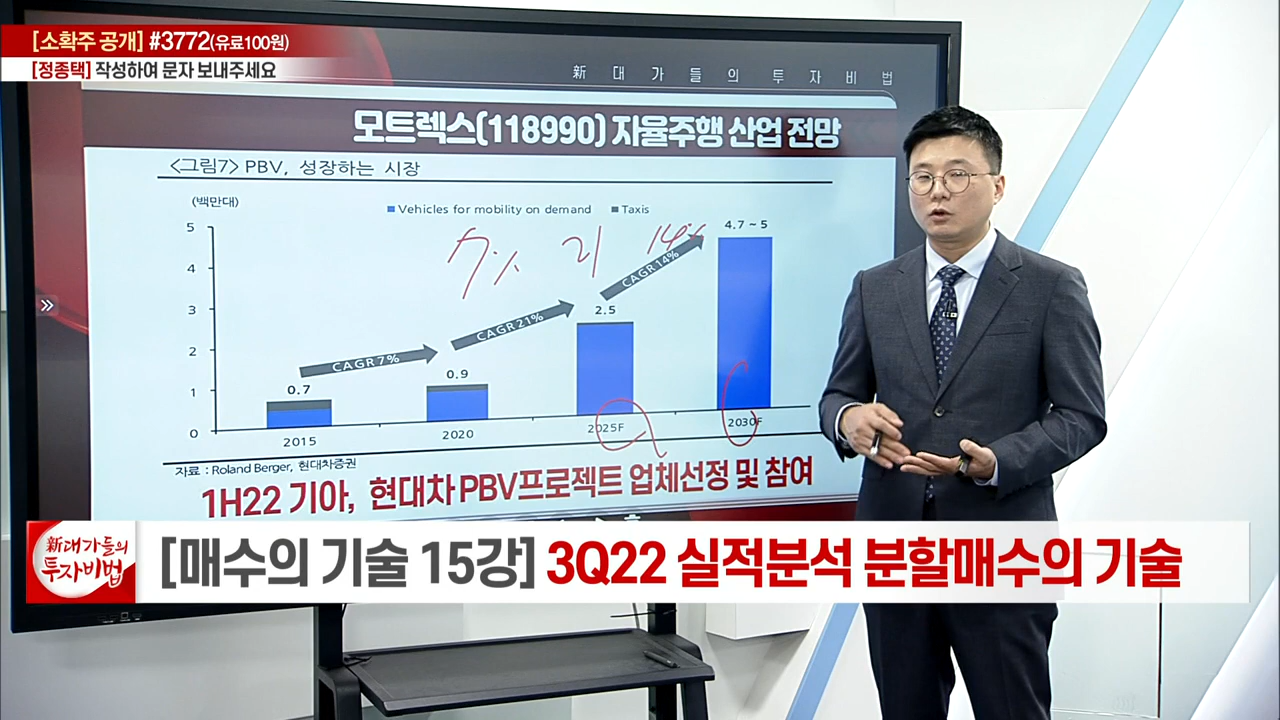 [소확주 공개] #3772(유료100원)
[정종택] 작성하여 문자 보내주세요
新 대 가 들 의 투 자 비 법
모트렉스(118990) 자율주행 산업 전망
<그림7> PBV, 성장하는 시장
(백만대)
Vehicles for mobility on demand Taxis
5
4
3
2
1
0
0.7
0.9
2.5
4.7 ~ 5
CAGR 7%
CAGR 21%
CAGR 14%
7% 21 14%
2015 2020 2025F 2030F
자료 : Roland Berger, 현대차증권
1H22 기아, 현대차 PBV프로젝트 업체선정 및 참여
新대가들의
투자비법
[매수의 기술 15강] 3Q22 실적분석 분할매수의 기술